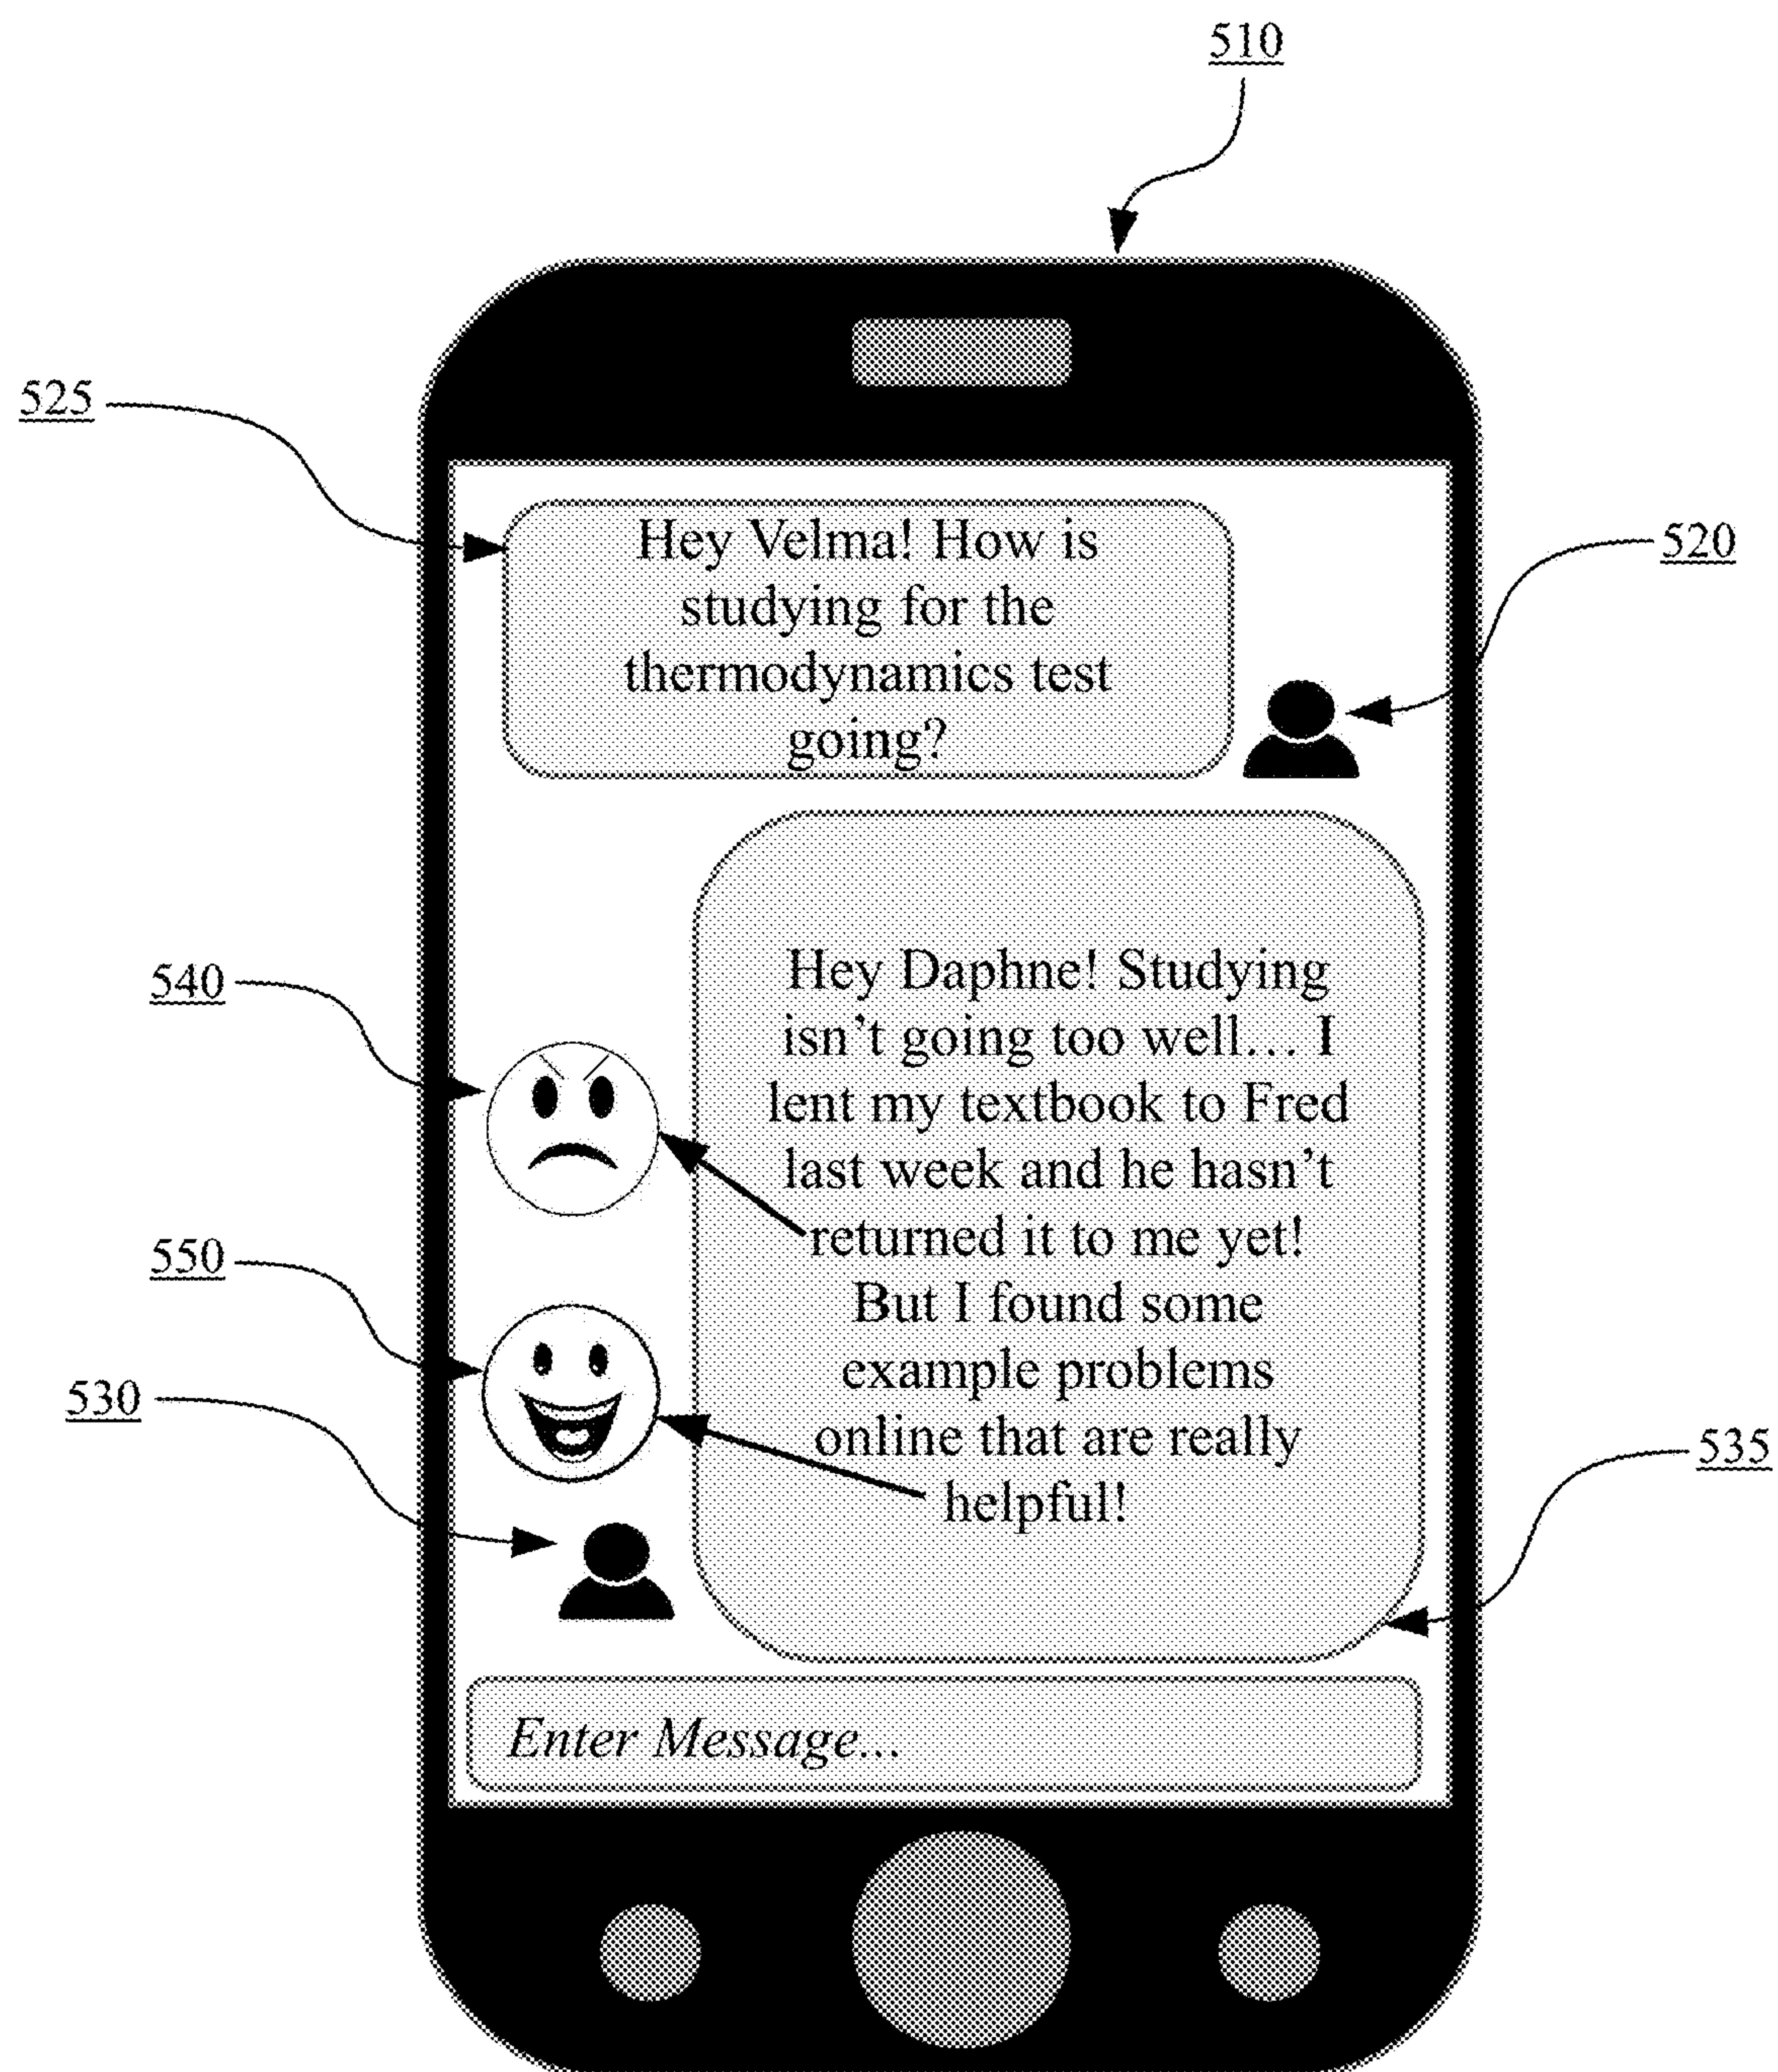 510
525
Hey Velma! How is
studying for the
thermodynamics test
going?
520
540
Hey Daphne! Studying
isn’t going too well... I
lent my textbook to Fred
last week and he hasn’t
returned it to me yet!
But I found some
example problems
online that are really
helpful!
550
530
535
Enter Message...